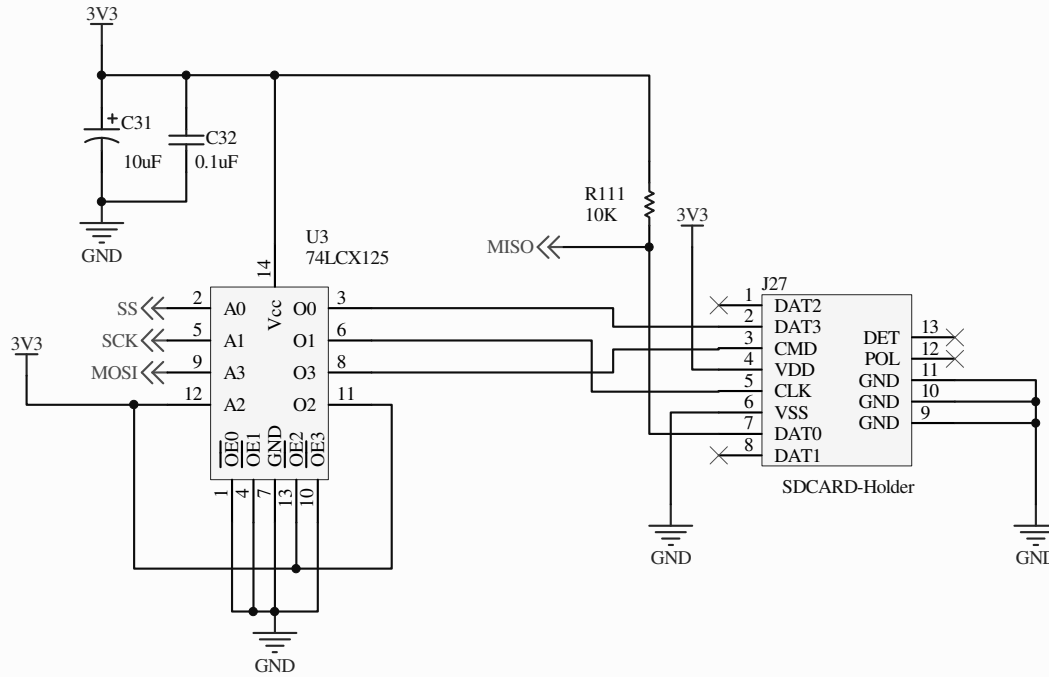 3V3
C31
10uF
C32
0.1uF
GND
R111
10K
MISO
3V3
U3
74LCX125
14
Vcc
SS
2
A0
O0
3
SCK
5
A1
O1
6
MOSI
9
A3
O3
8
3V3
12
A2
O2
11
OE0
OE1
GND
OE2
OE3
1
4
7
13
10
GND
J27
1
DAT2
2
DAT3
3
CMD
4
VDD
5
CLK
6
VSS
7
DAT0
8
DAT1
DET
13
POL
12
GND
11
GND
10
GND
9
SDCARD-Holder
GND
GND